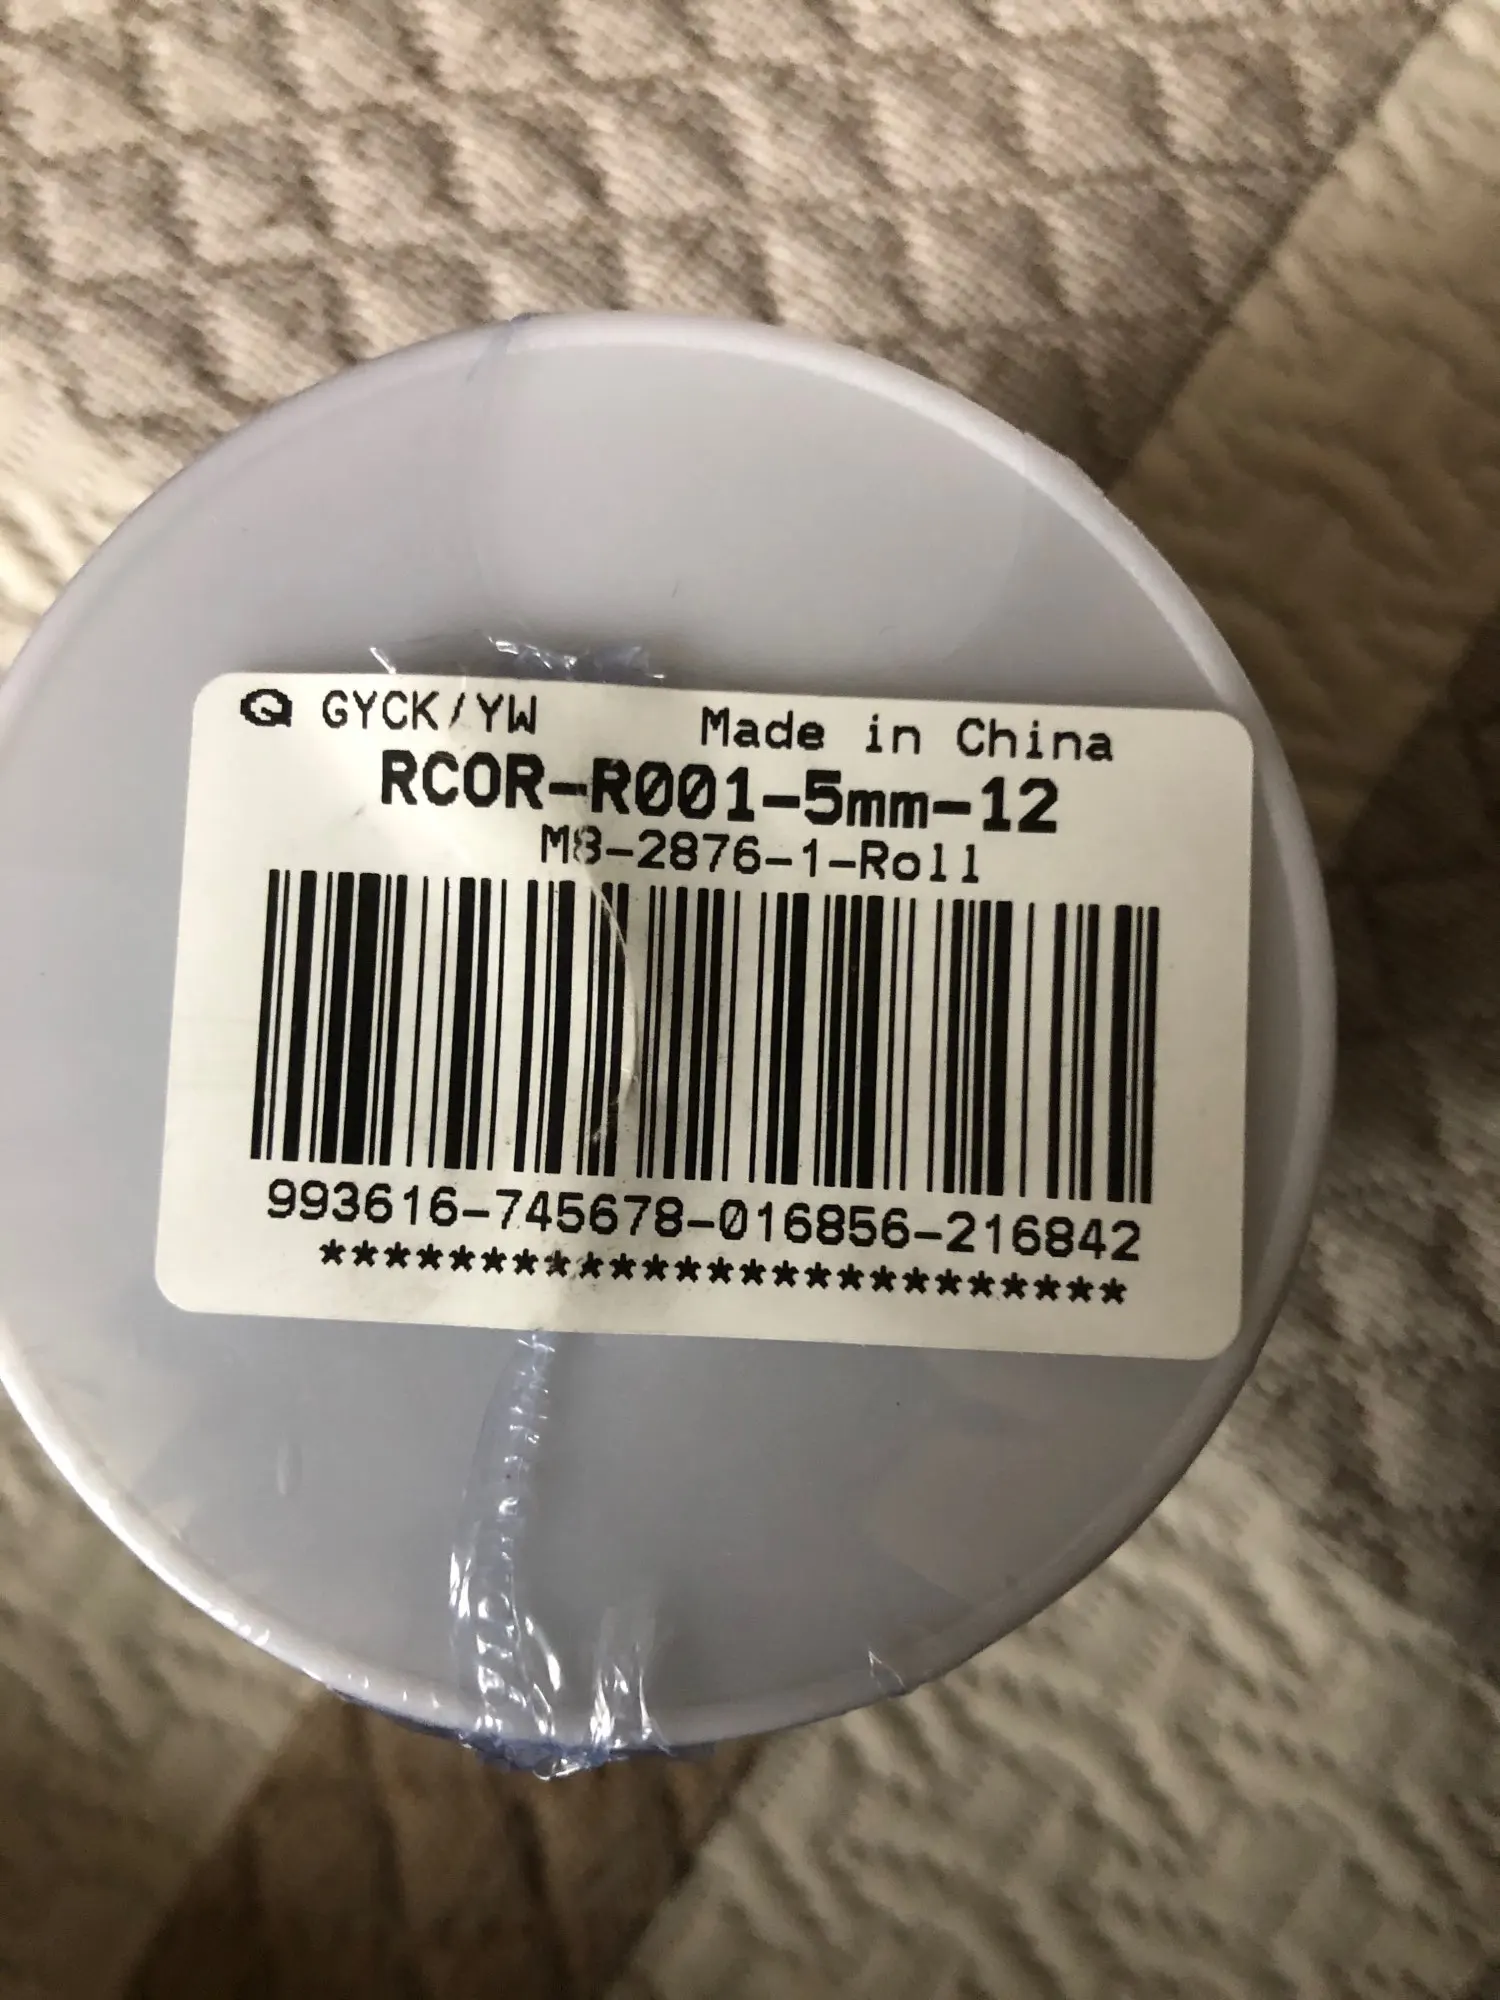 Q GYCK/YW Made in China
RCOR-R001-5mm-12
M8-2876-1-Roll
993616-745678-016856-216842
**************************